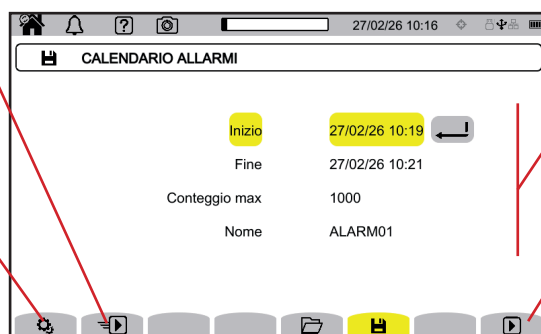 27/02/26 10:16
CALENDARIO ALLARMI
Inizio 27/02/26 10:19
Fine 27/02/26 10:21
Conteggio max 1000
Nome ALARM01